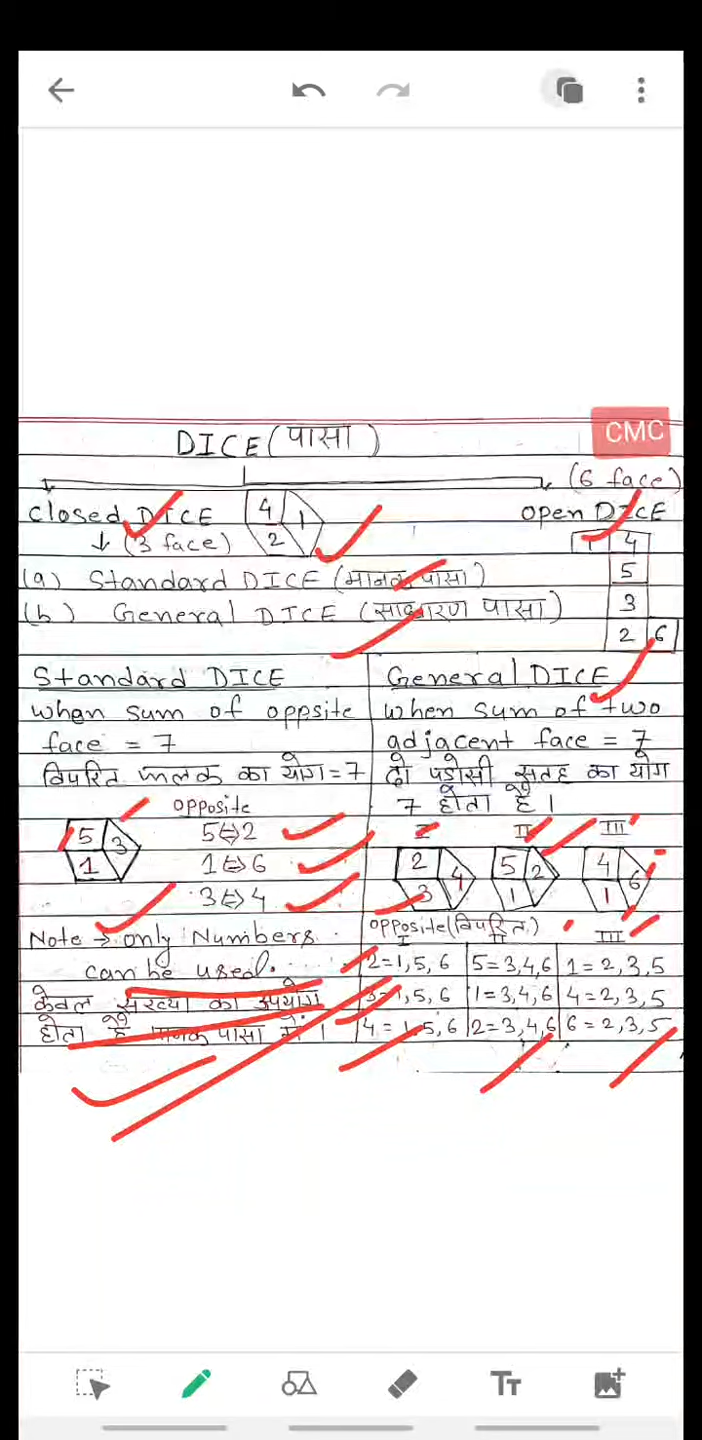 DICE (पासा)
CMC
(6 face)
closed DICE
4 1 2
open DICE
↓ (3 face)
1 4
(a) Standard DICE (मानक पासा)
5
(b) General DICE (साधारण पासा)
3
2 6
Standard DICE
when sum of oppsite
face = 7
विपरित फलक का योग = 7
opposite
5 3 1
5⇔2
1⇔6
3⇔4
Note → only Numbers
can be used.
केवल संख्या का उपयोग
होता है मानक पासा में ।
General DICE
when sum of two
adjacent face = 7
दो पड़ोसी सतह का योग
7 होता है ।
I II III
2 4 3
5 2 1
4 6 1
opposite (विपरित)
I II III
2=1,5,6 5=3,4,6 1=2,3,5
3=1,5,6 1=3,4,6 4=2,3,5
4=1,5,6 2=3,4,6 6=2,3,5
Tт